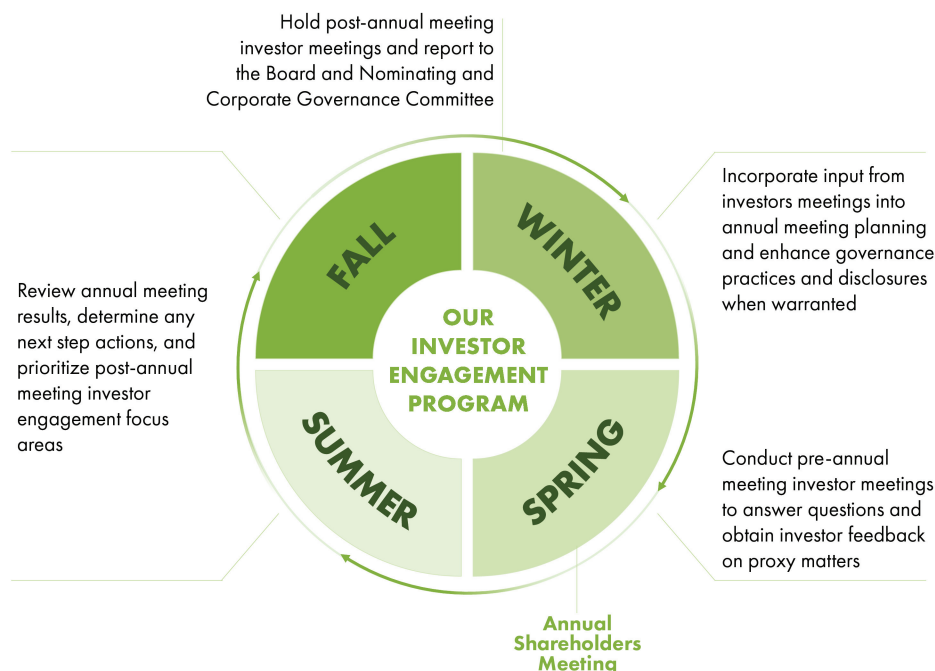 Hold post-annual meeting
investor meetings and report to
the Board and Nominating and
Corporate Governance Committee
FALL
WINTER
Incorporate input from
investors meetings into
annual meeting planning
and enhance governance
practices and disclosures
when warranted
Review annual meeting
results, determine any
next step actions, and
prioritize post-annual
meeting investor
engagement focus
areas
OUR
INVESTOR
ENGAGEMENT
PROGRAM
SUMMER
SPRING
Conduct pre-annual
meeting investor meetings
to answer questions and
obtain investor feedback
on proxy matters
Annual
Shareholders
Meeting